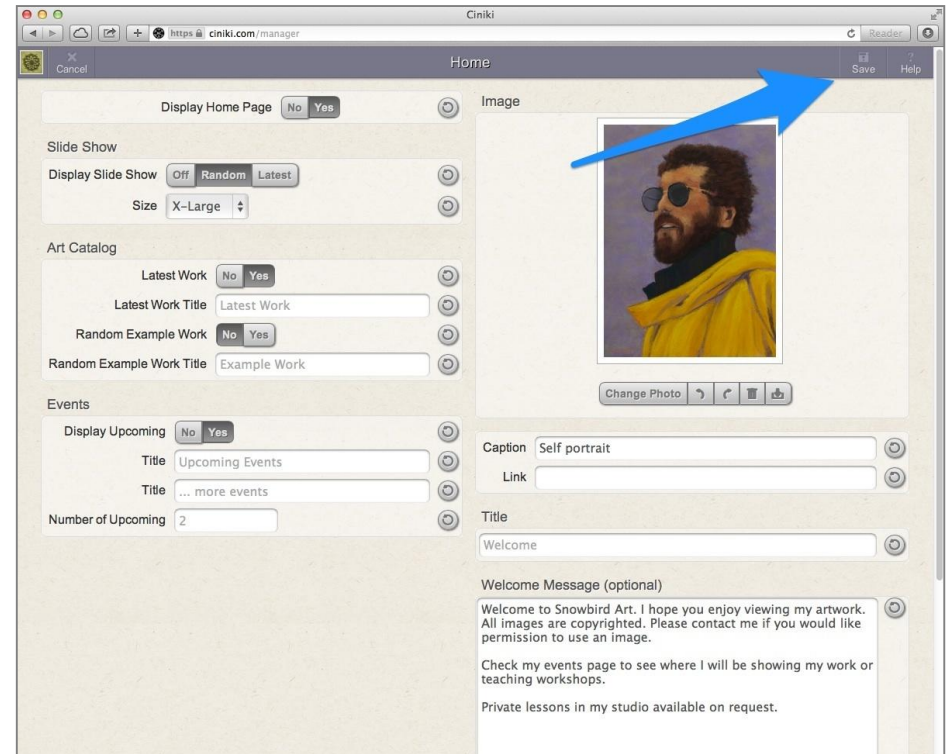 Ciniki
https ciniki.com/manager
Reader
Cancel
Home
Save
? Help
Display Home Page No Yes
Slide Show
Display Slide Show Off Random Latest
Size X-Large
Art Catalog
Latest Work No Yes
Latest Work Title Latest Work
Random Example Work No Yes
Random Example Work Title Example Work
Events
Display Upcoming No Yes
Title Upcoming Events
Title ... more events
Number of Upcoming 2
Image
Change Photo
Caption Self portrait
Link
Title
Welcome
Welcome Message (optional)
Welcome to Snowbird Art. I hope you enjoy viewing my artwork.
All images are copyrighted. Please contact me if you would like
permission to use an image.
Check my events page to see where I will be showing my work or
teaching workshops.
Private lessons in my studio available on request.